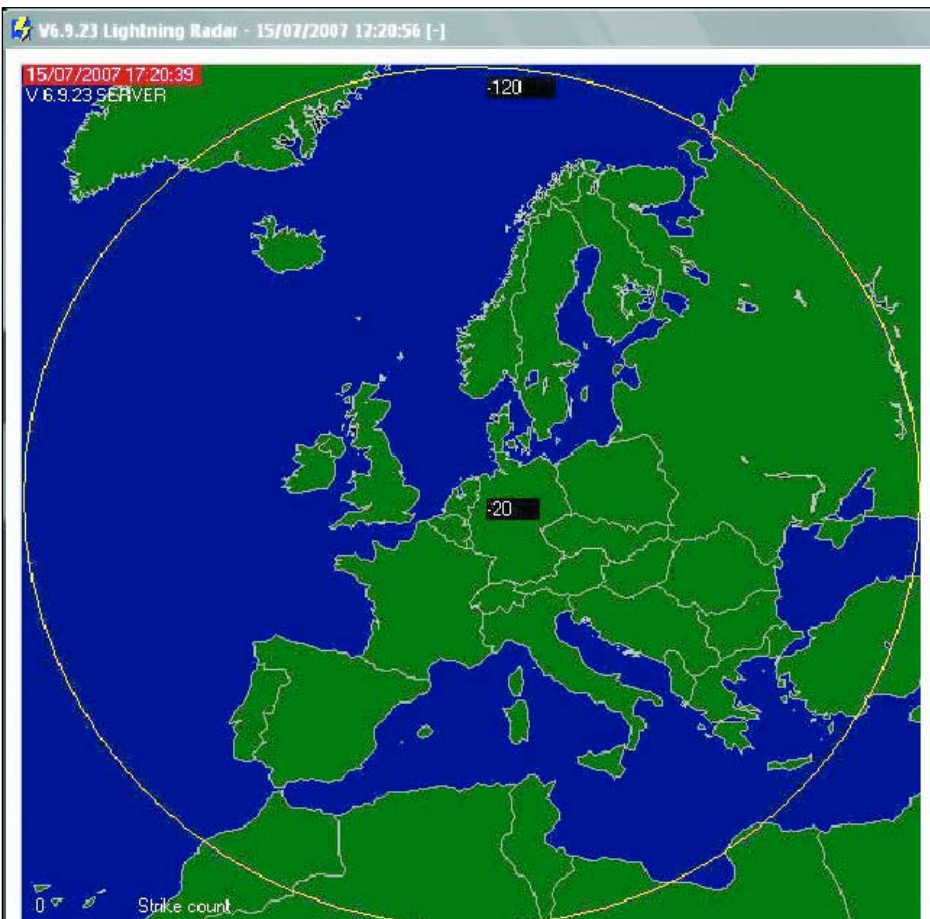 V6.9.23 Lightning Radar - 15/07/2007 17:20:56 [-]
15/07/2007 17:20:39
V 6.9.23 SERVER
-120
-20
0 Strike count